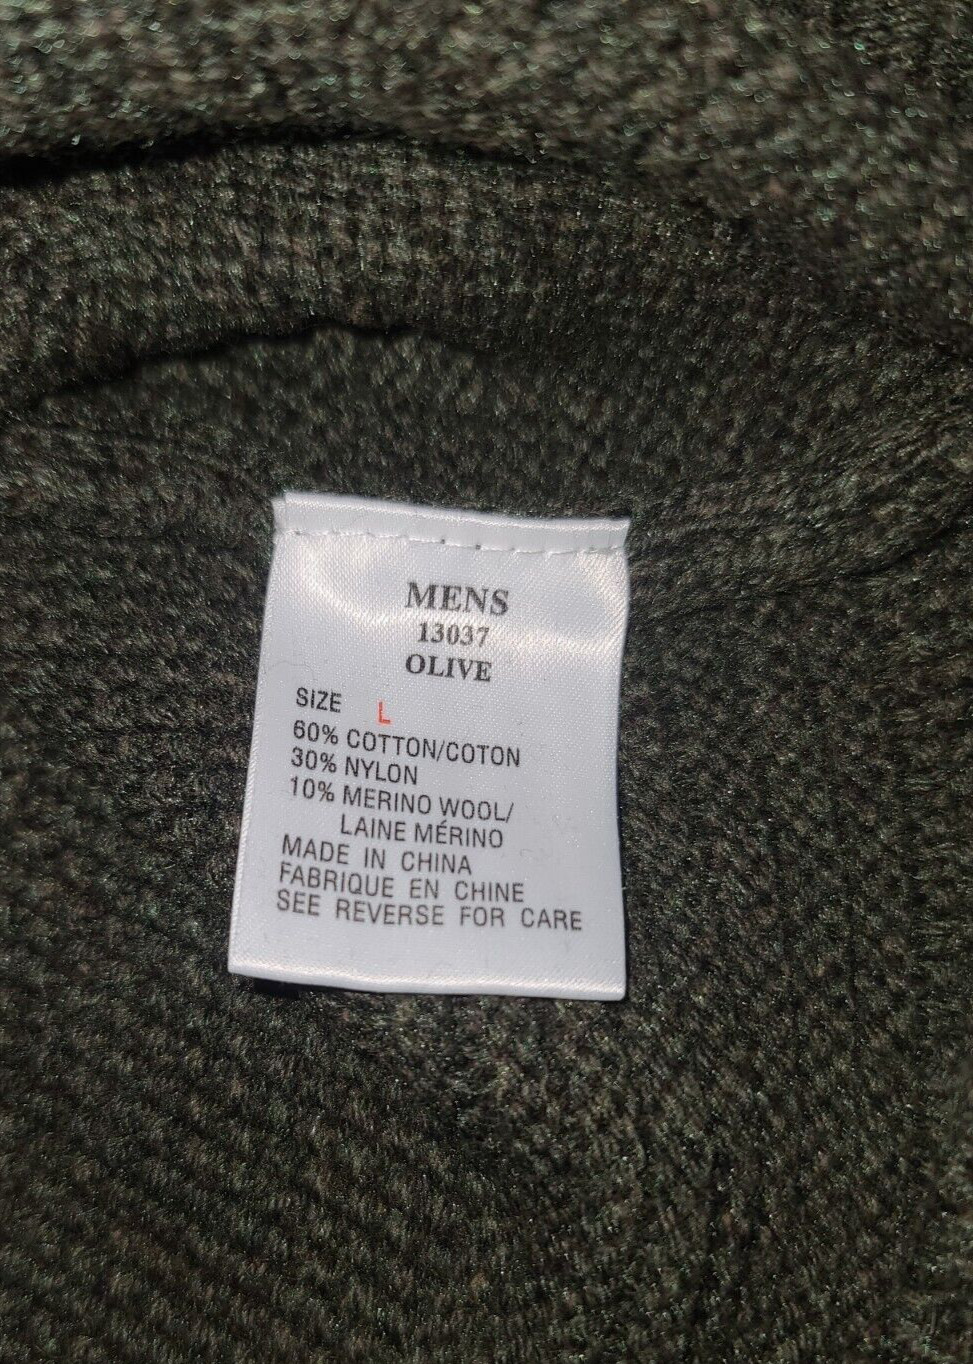 MENS
13037
OLIVE
SIZE L
60% COTTON/COTON
30% NYLON
10% MERINO WOOL/
LAINE MÉRINO
MADE IN CHINA
FABRIQUE EN CHINE
SEE REVERSE FOR CARE